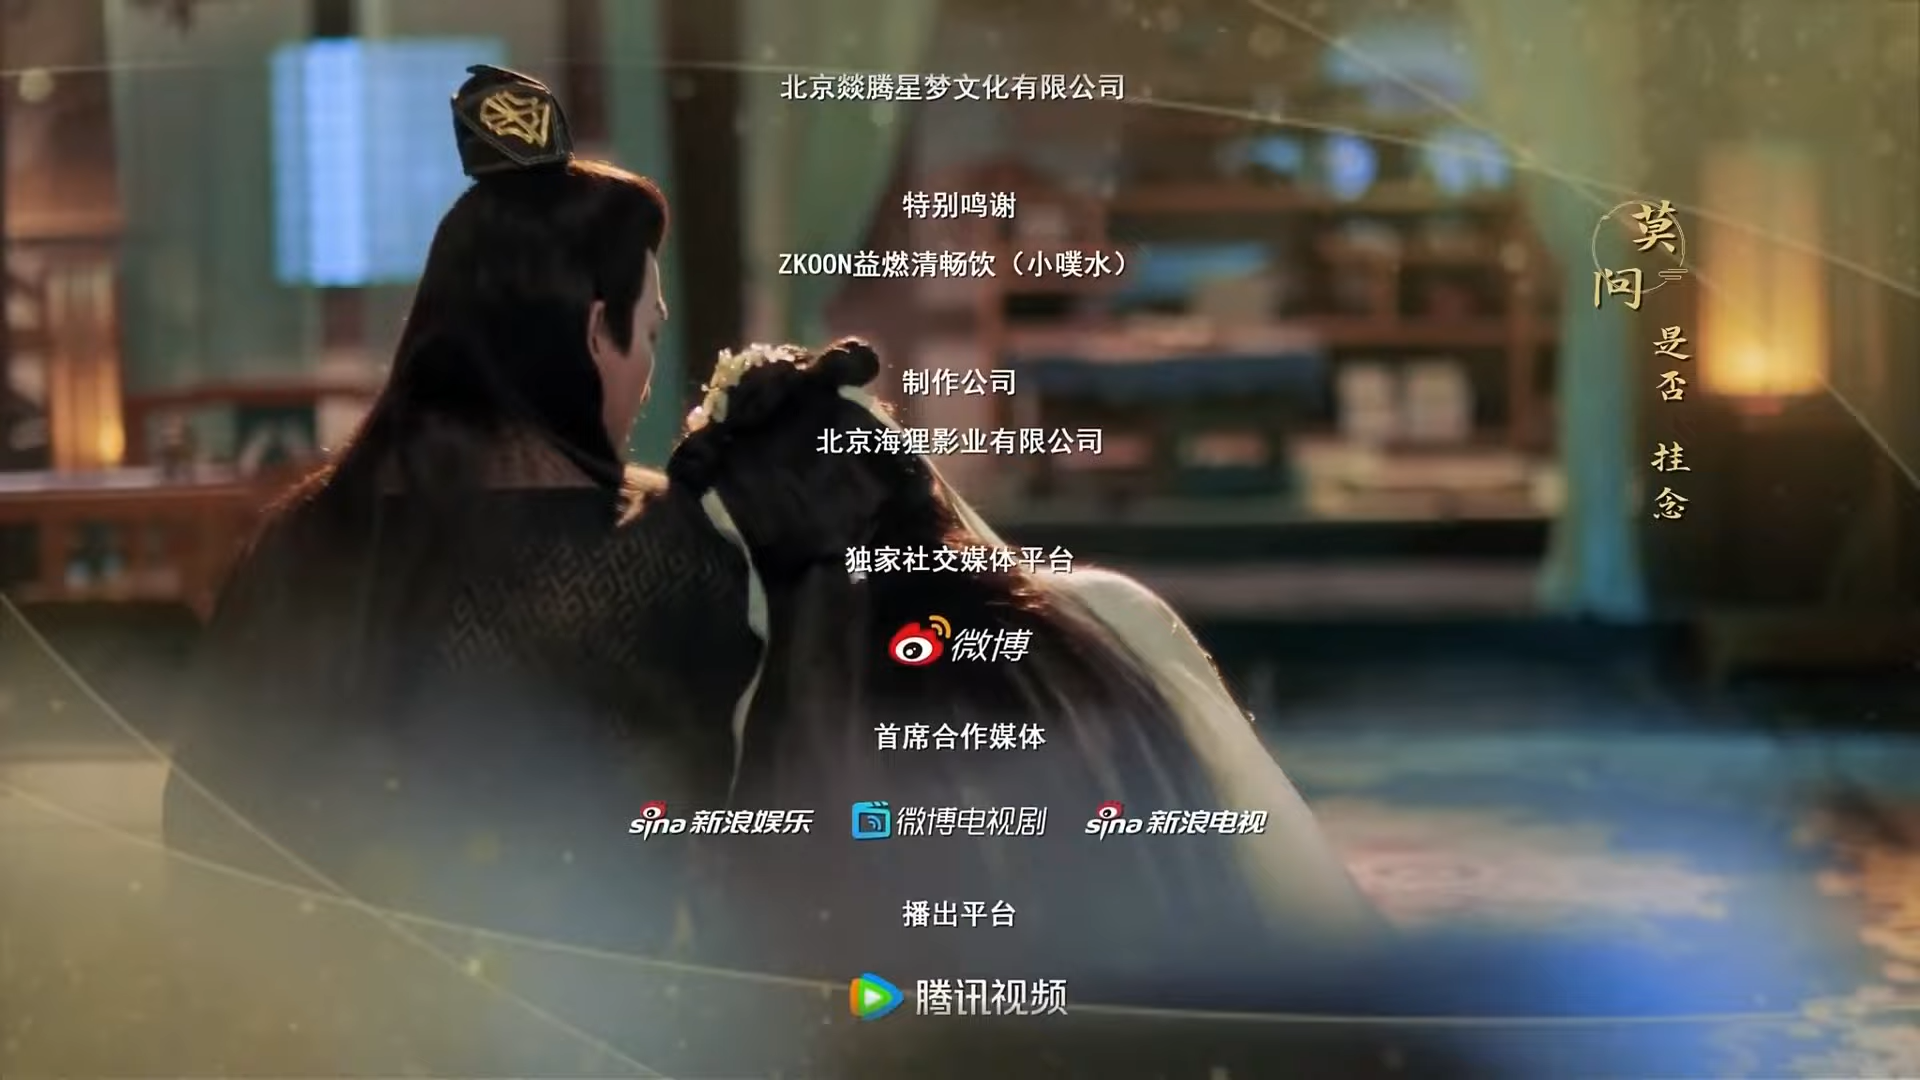 北京燚腾星梦文化有限公司
特别鸣谢
ZKOON益燃清畅饮（小噗水）
制作公司
北京海狸影业有限公司
独家社交媒体平台
微博
首席合作媒体
sina新浪娱乐 微博电视剧 sina新浪电视
播出平台
腾讯视频
莫问
是否 挂念